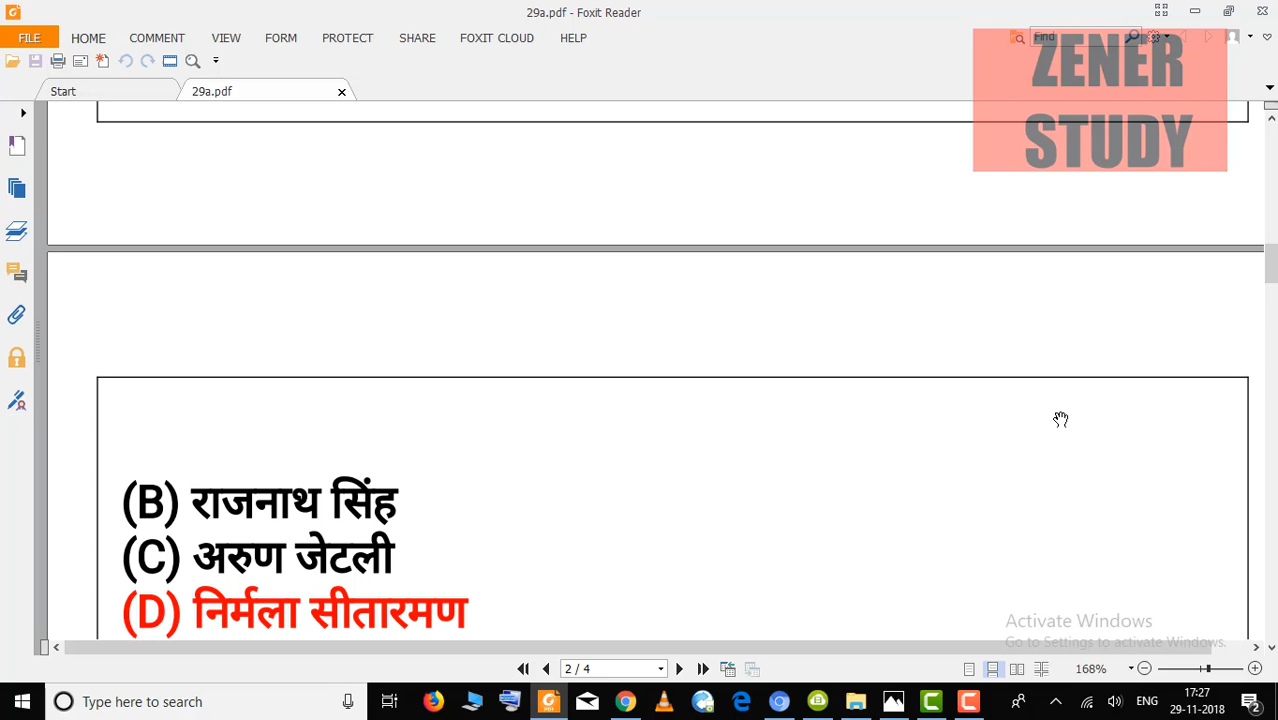 29a.pdf - Foxit Reader
FILE HOME COMMENT VIEW FORM PROTECT SHARE FOXIT CLOUD HELP
Find
ZENER
STUDY
Start
29a.pdf
(B) राजनाथ सिंह
(C) अरुण जेटली
(D) निर्मला सीतारमण
Activate Windows
Go to Settings to activate Windows.
2 / 4
168%
Type here to search
ENG
17:27
29-11-2018
2